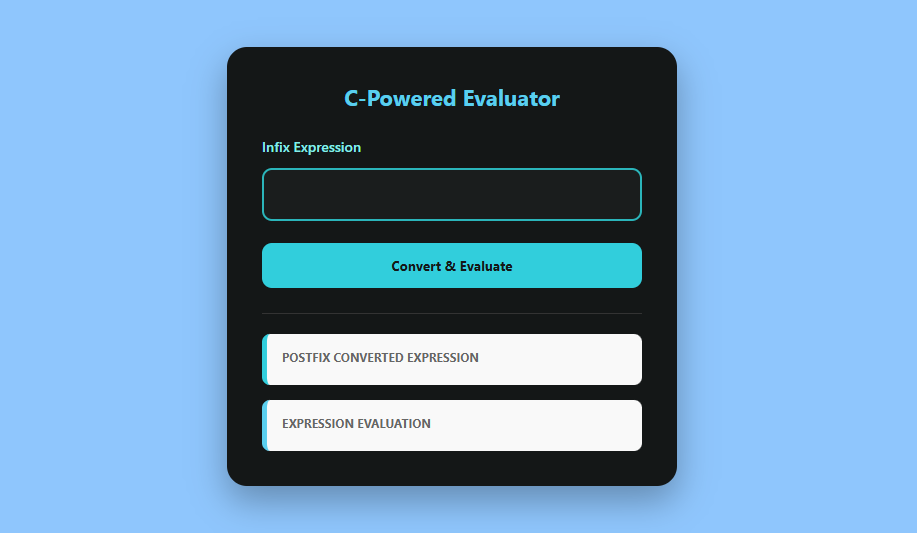 C-Powered Evaluator
Infix Expression
Convert & Evaluate
POSTFIX CONVERTED EXPRESSION
EXPRESSION EVALUATION